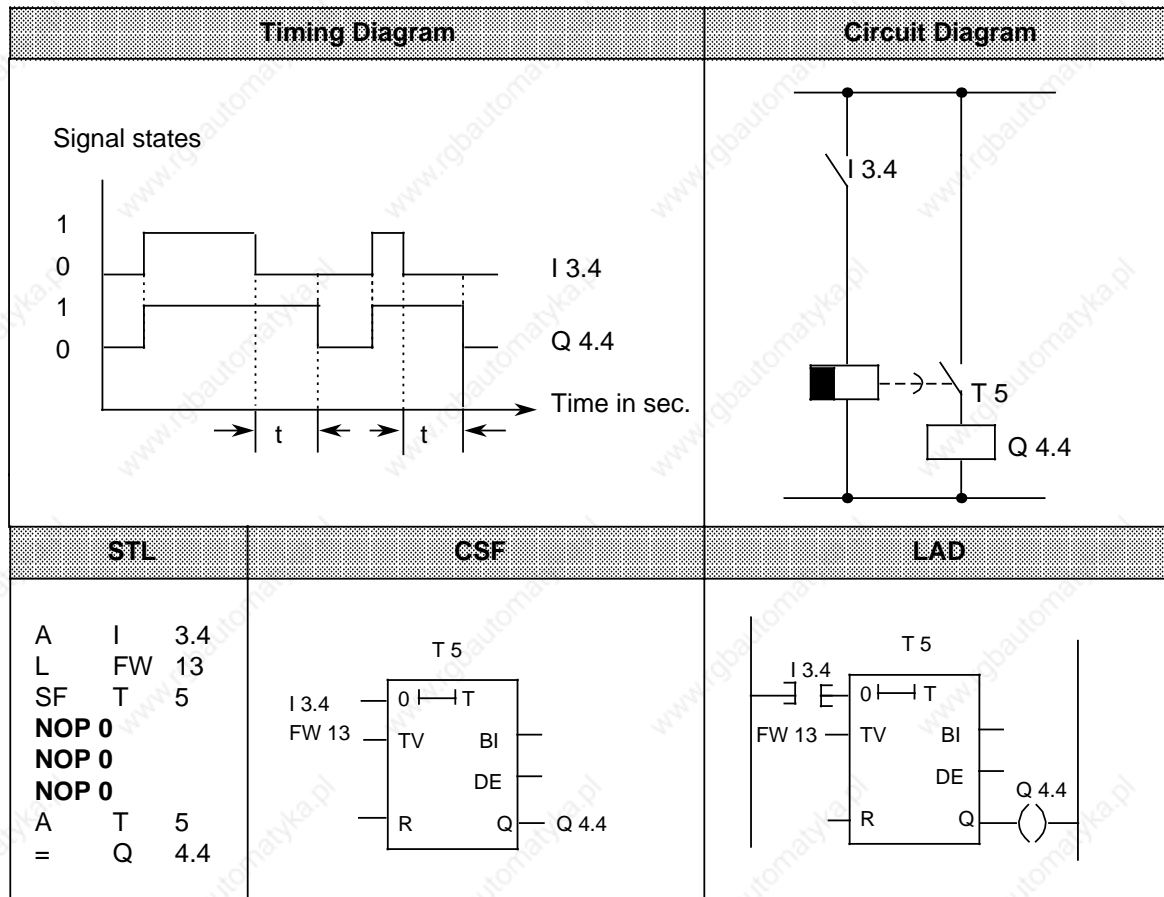 Timing Diagram
Circuit Diagram
Signal states
1
0
I 3.4
1
0
Q 4.4
Time in sec.
t
t
I 3.4
T 5
Q 4.4
STL
CSF
LAD
A I 3.4
L FW 13
SF T 5
NOP 0
NOP 0
NOP 0
A T 5
= Q 4.4
T 5
I 3.4
0 T
FW 13
TV BI
DE
R Q
Q 4.4
T 5
I 3.4
0 T
FW 13
TV BI
DE
Q 4.4
R Q
www.rgbautomatyka.pl